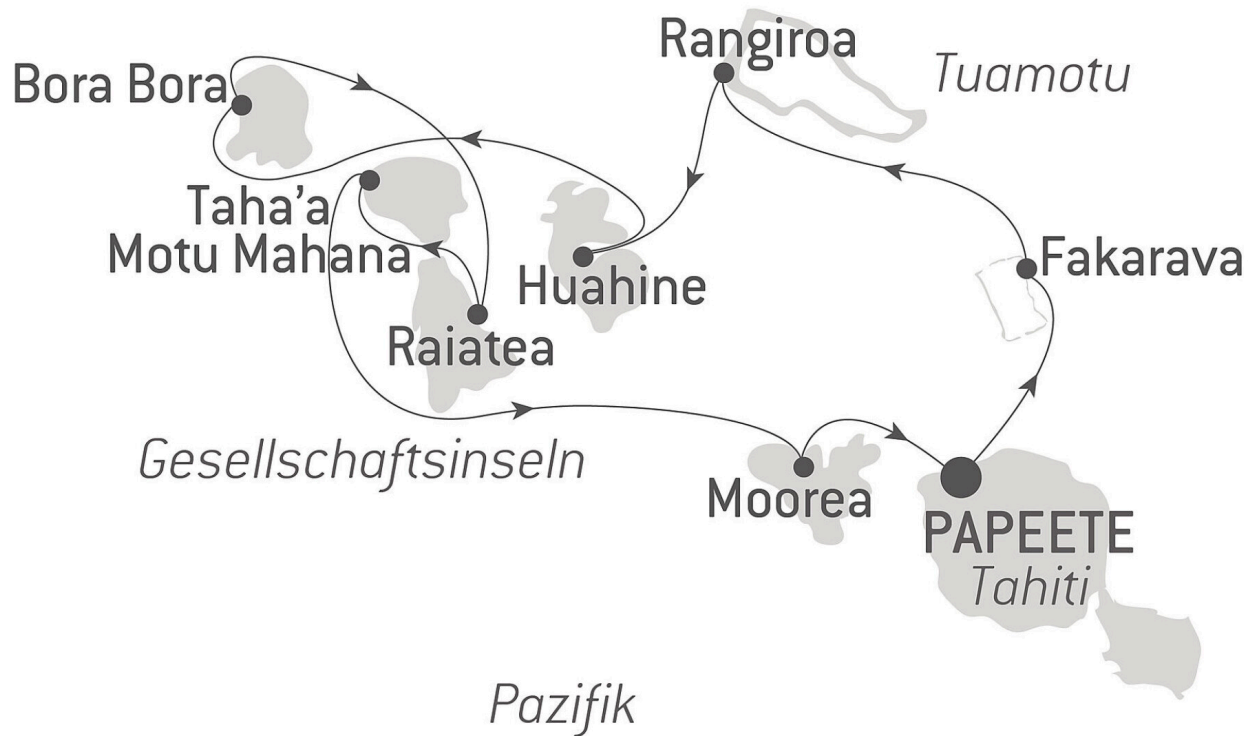 Rangiroa
Tuamotu
Bora Bora
Taha'a
Motu Mahana
Huahine
Fakarava
Raiatea
Gesellschaftsinseln
Moorea
PAPEETE
Tahiti
Pazifik